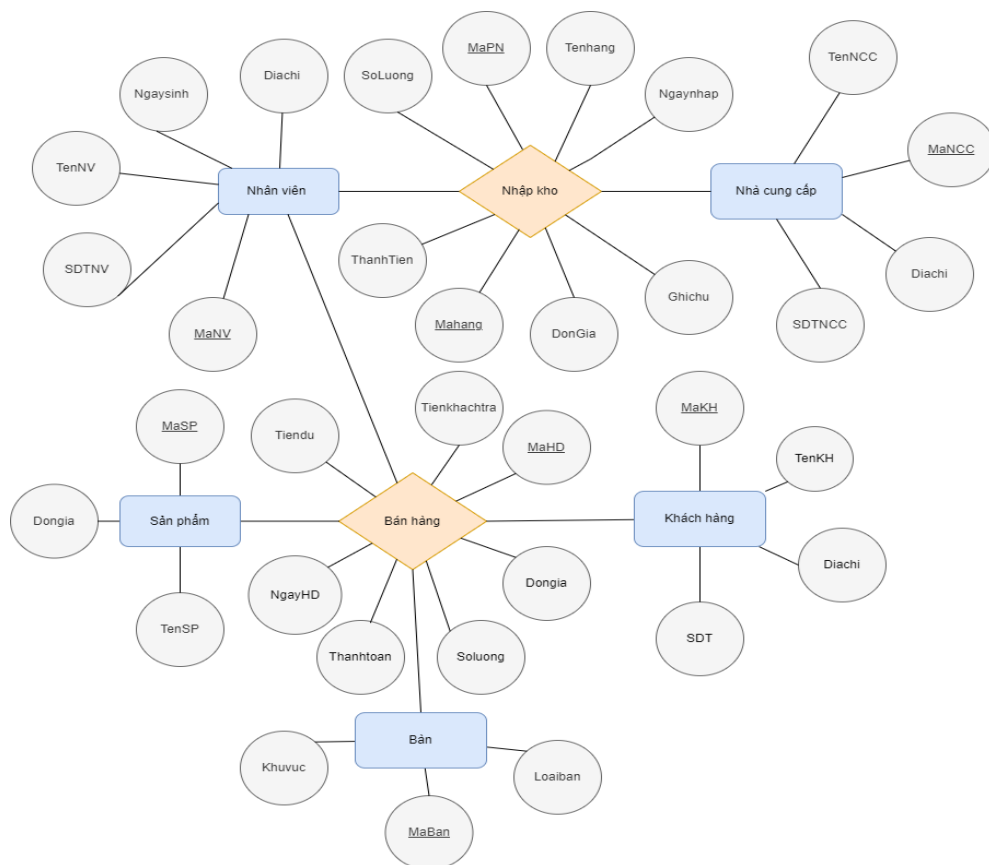 Diachi
MaPN
Tenhang
TenNCC
SoLuong
Ngaysinh
Ngaynhap
MaNCC
TenNV
Nhân viên
Nhập kho
Nhà cung cấp
SDTNV
ThanhTien
Diachi
Ghichu
MaNV
Mahang
DonGia
SDTNCC
Tienkhachtra
MaKH
MaSP
Tiendu
MaHD
TenKH
Dongia
Sản phẩm
Bán hàng
Khách hàng
Diachi
NgayHD
Dongia
TenSP
Thanhtoan
Soluong
SDT
Bàn
Khuvuc
Loaiban
MaBan